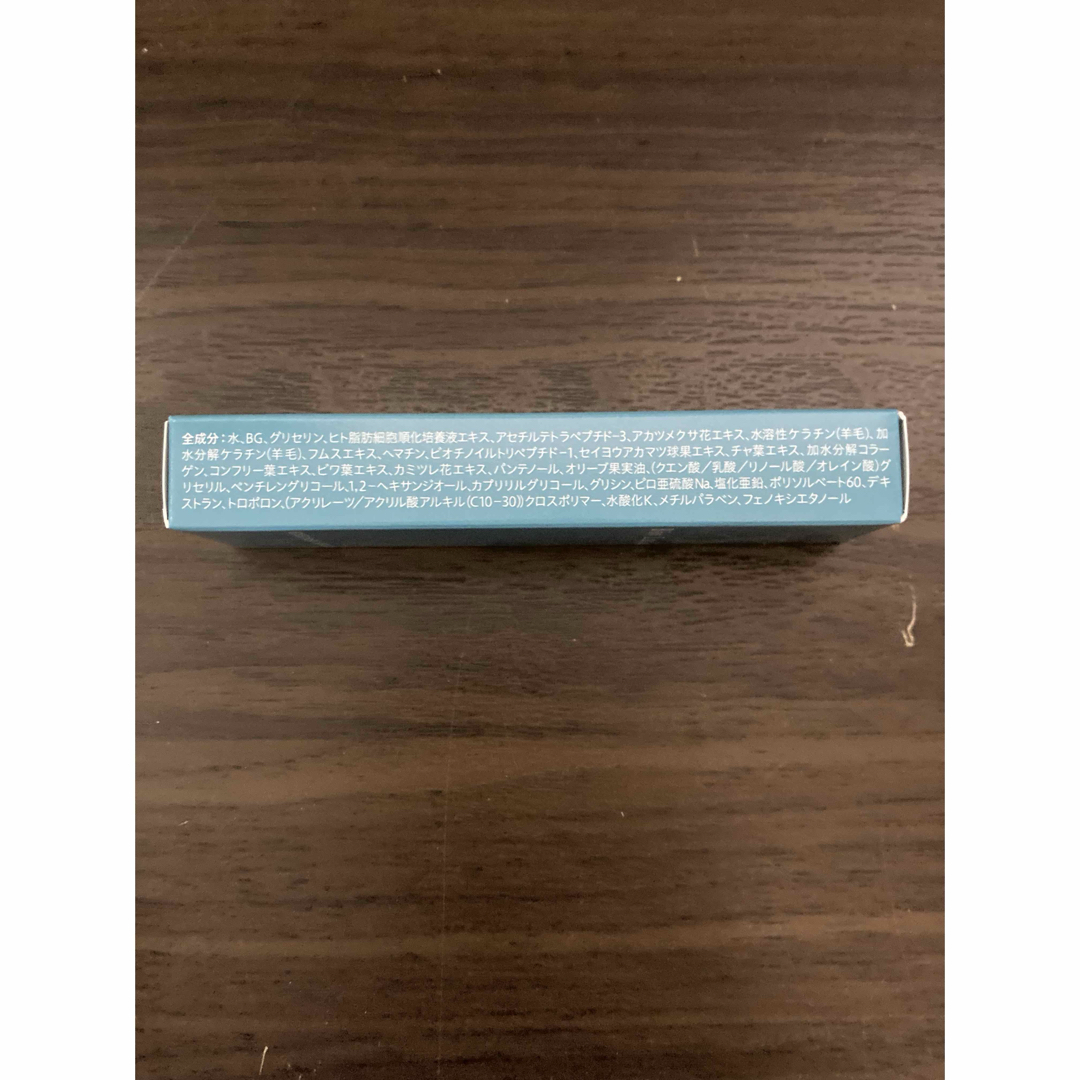 全成分：水、BG、グリセリン、ヒト脂肪細胞順化培養液エキス、アセチルテトラペプチド-3、アカツメクサ花エキス、水溶性ケラチン(羊毛)、加
水分解ケラチン(羊毛)、フムスエキス、ヘマチン、ビオチノイルトリペプチド-1、セイヨウアカマツ球果エキス、チャ葉エキス、加水分解コラー
ゲン、コンフリー葉エキス、ビワ葉エキス、カミツレ花エキス、パンテノール、オリーブ果実油、(クエン酸／乳酸／リノール酸／オレイン酸)グ
リセリル、ペンチレングリコール、1,2-ヘキサンジオール、カプリリルグリコール、グリシン、ピロ亜硫酸Na、塩化亜鉛、ポリソルベート60、デキ
ストラン、トロポロン、(アクリレーツ／アクリル酸アルキル(C10-30))クロスポリマー、水酸化K、メチルパラベン、フェノキシエタノール